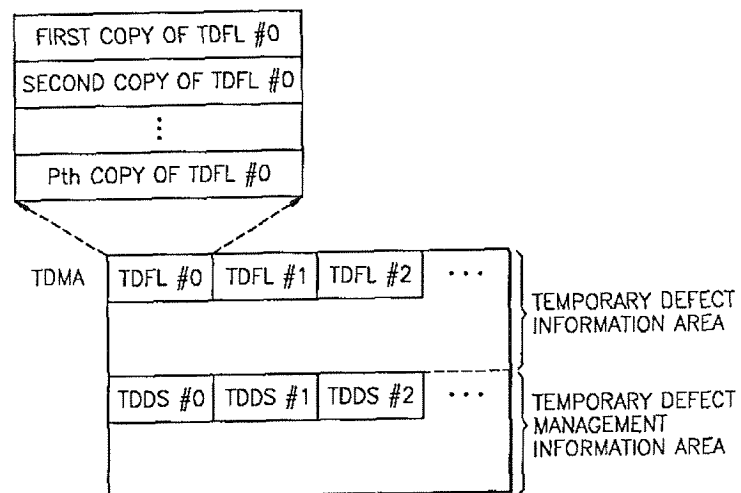 FIRST COPY OF TDFL #0
SECOND COPY OF TDFL #0
⋮
Pth COPY OF TDFL #0
TDMA
TDFL #0 TDFL #1 TDFL #2 ···
TEMPORARY DEFECT
INFORMATION AREA
TDDS #0 TDDS #1 TDDS #2 ···
TEMPORARY DEFECT
MANAGEMENT
INFORMATION AREA